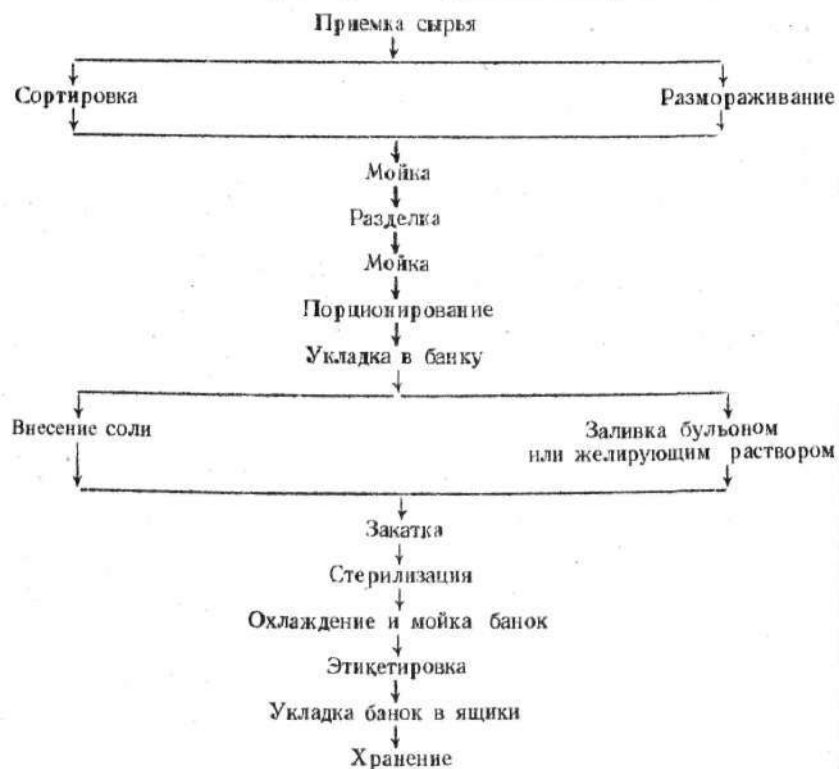 Приемка сырья
Сортировка
Размораживание
Мойка
Разделка
Мойка
Порционирование
Укладка в банку
Внесение соли
Заливка бульоном
или желирующим раствором
Закатка
Стерилизация
Охлаждение и мойка банок
Этикетировка
Укладка банок в ящики
Хранение